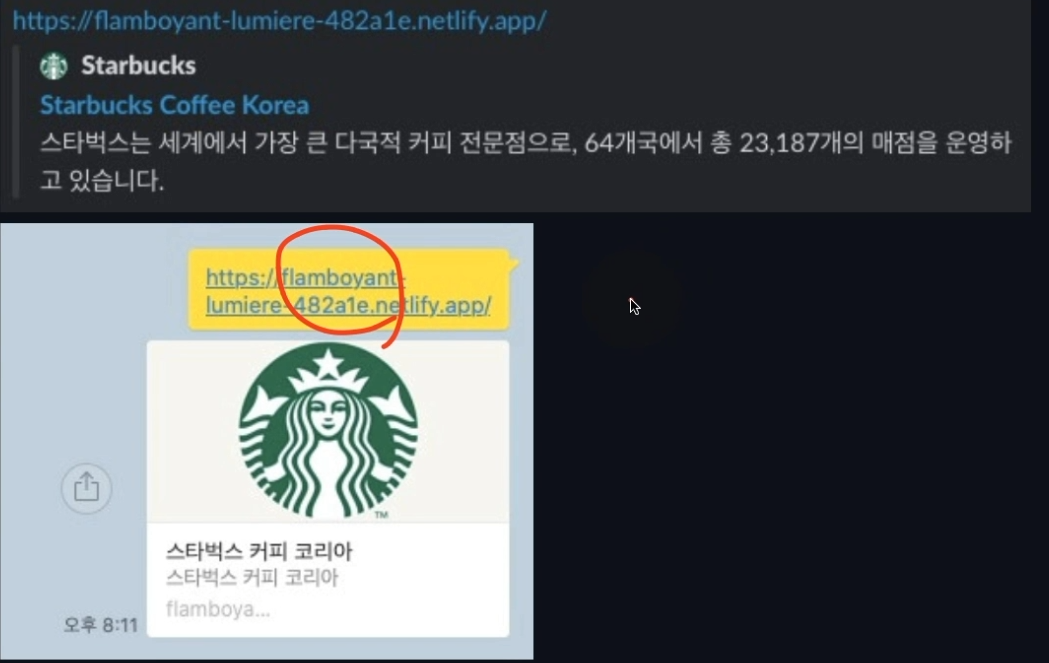 https://flamboyant-lumiere-482a1e.netlify.app/
Starbucks
Starbucks Coffee Korea
스타벅스는 세계에서 가장 큰 다국적 커피 전문점으로, 64개국에서 총 23,187개의 매점을 운영하
고 있습니다.
https://flamboyant-
lumiere-482a1e.netlify.app/
TM
스타벅스 커피 코리아
스타벅스 커피 코리아
flamboya...
오후 8:11